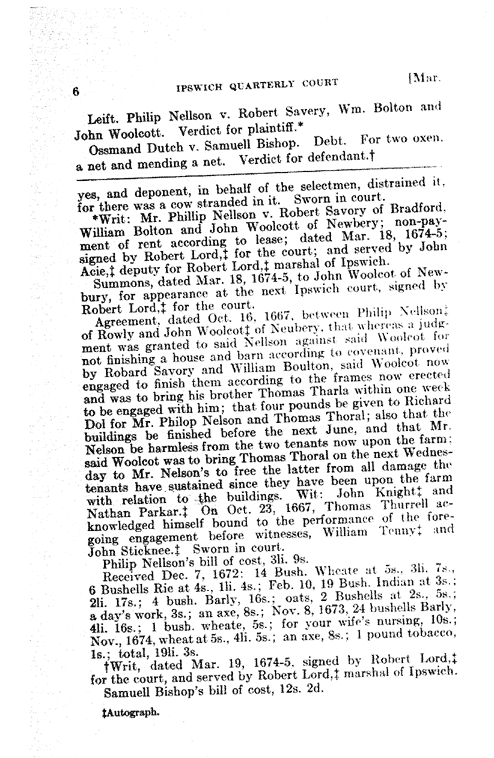 6
IPSWICH QUARTERLY COURT
[Mar.
Leift. Philip Nellson v. Robert Savery, Wm. Bolton and
John Woolcott. Verdict for plaintiff.*
Ossmand Dutch v. Samuell Bishop. Debt. For two oxen,
a net and mending a net. Verdict for defendant.†
yes, and deponent, in behalf of the selectmen, distrained it,
for there was a cow stranded in it. Sworn in court.
*Writ: Mr. Phillip Nellson v. Robert Savory of Bradford,
William Bolton and John Woolcott of Newbery; non-pay-
ment of rent according to lease; dated Mar. 18, 1674-5;
signed by Robert Lord,‡ for the court; and served by John
Acie,‡ deputy for Robert Lord,‡ marshal of Ipswich.
Summons, dated Mar. 18, 1674-5, to John Woolcot of New-
bury, for appearance at the next Ipswich court, signed by
Robert Lord,‡ for the court.
Agreement, dated Oct. 16, 1667, between Philip Nellson‡
of Rowly and John Woolcot‡ of Neubery, that whereas a judg-
ment was granted to said Nellson against said Woolcot for
not finishing a house and barn according to covenant, proved
by Robard Savory and William Boulton, said Woolcot now
engaged to finish them according to the frames now erected
and was to bring his brother Thomas Tharla within one week
to be engaged with him; that four pounds be given to Richard
Dol for Mr. Philop Nelson and Thomas Thoral; also that the
buildings be finished before the next June, and that Mr.
Nelson be harmless from the two tenants now upon the farm;
said Woolcot was to bring Thomas Thoral on the next Wednes-
day to Mr. Nelson's to free the latter from all damage the
tenants have sustained since they have been upon the farm
with relation to the buildings. Wit: John Knight‡ and
Nathan Parkar.‡ On Oct. 23, 1667, Thomas Thurrell ac-
knowledged himself bound to the performance of the fore-
going engagement before witnesses, William Tenny‡ and
John Sticknee.‡ Sworn in court.
Philip Nellson's bill of cost, 3li. 9s.
Received Dec. 7, 1672: 14 Bush. Wheate at 5s., 3li. 7s.,
6 Bushells Rie at 4s., 1li. 4s.; Feb. 10, 19 Bush. Indian at 3s.;
2li. 17s.; 4 bush. Barly, 16s.; oats, 2 Bushells at 2s., 5s.;
a day's work, 3s.; an axe, 8s.; Nov. 8, 1673, 24 bushells Barly,
4li. 16s.; 1 bush. wheate, 5s.; for your wife's nursing, 10s.;
Nov., 1674, wheat at 5s., 4li. 5s.; an axe, 8s.; 1 pound tobacco,
1s.; total, 19li. 3s.
†Writ, dated Mar. 19, 1674-5, signed by Robert Lord,‡
for the court, and served by Robert Lord,‡ marshal of Ipswich.
Samuell Bishop's bill of cost, 12s. 2d.
‡Autograph.